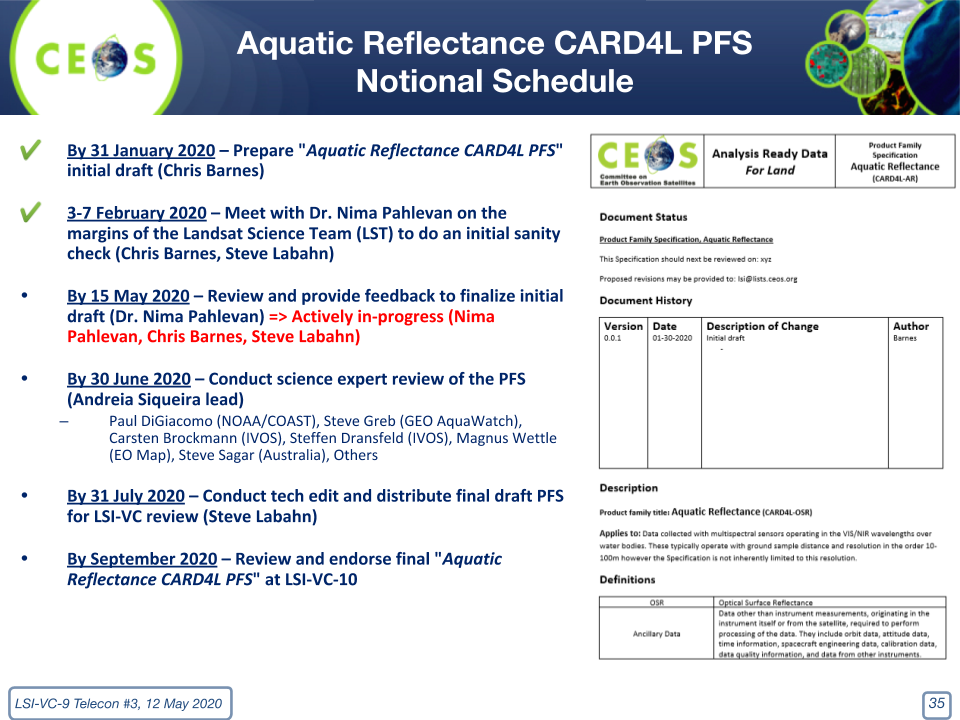 CEOS
Aquatic Reflectance CARD4L PFS
Notional Schedule
✔ By 31 January 2020 – Prepare "Aquatic Reflectance CARD4L PFS"
initial draft (Chris Barnes)
✔ 3-7 February 2020 – Meet with Dr. Nima Pahlevan on the
margins of the Landsat Science Team (LST) to do an initial sanity
check (Chris Barnes, Steve Labahn)
• By 15 May 2020 – Review and provide feedback to finalize initial
draft (Dr. Nima Pahlevan) => Actively in-progress (Nima
Pahlevan, Chris Barnes, Steve Labahn)
• By 30 June 2020 – Conduct science expert review of the PFS
(Andreia Siqueira lead)
– Paul DiGiacomo (NOAA/COAST), Steve Greb (GEO AquaWatch),
Carsten Brockmann (IVOS), Steffen Dransfeld (IVOS), Magnus Wettle
(EO Map), Steve Sagar (Australia), Others
• By 31 July 2020 – Conduct tech edit and distribute final draft PFS
for LSI-VC review (Steve Labahn)
• By September 2020 – Review and endorse final "Aquatic
Reflectance CARD4L PFS" at LSI-VC-10
CEOS
Committee on
Earth Observation Satellites
Analysis Ready Data
For Land
Product Family
Specification
Aquatic Reflectance
(CARD4L-AR)
Document Status
Product Family Specification, Aquatic Reflectance
This Specification should next be reviewed on: xyz
Proposed revisions may be provided to: lsi@lists.ceos.org
Document History
Version Date Description of Change Author
0.0.1 01-30-2020 Initial draft Barnes
-
Description
Product family title: Aquatic Reflectance (CARD4L-OSR)
Applies to: Data collected with multispectral sensors operating in the VIS/NIR wavelengths over
water bodies. These typically operate with ground sample distance and resolution in the order 10-
100m however the Specification is not inherently limited to this resolution.
Definitions
OSR Optical Surface Reflectance
Ancillary Data
Data other than instrument measurements, originating in the
instrument itself or from the satellite, required to perform
processing of the data. They include orbit data, attitude data,
time information, spacecraft engineering data, calibration data,
data quality information, and data from other instruments.
LSI-VC-9 Telecon #3, 12 May 2020
35